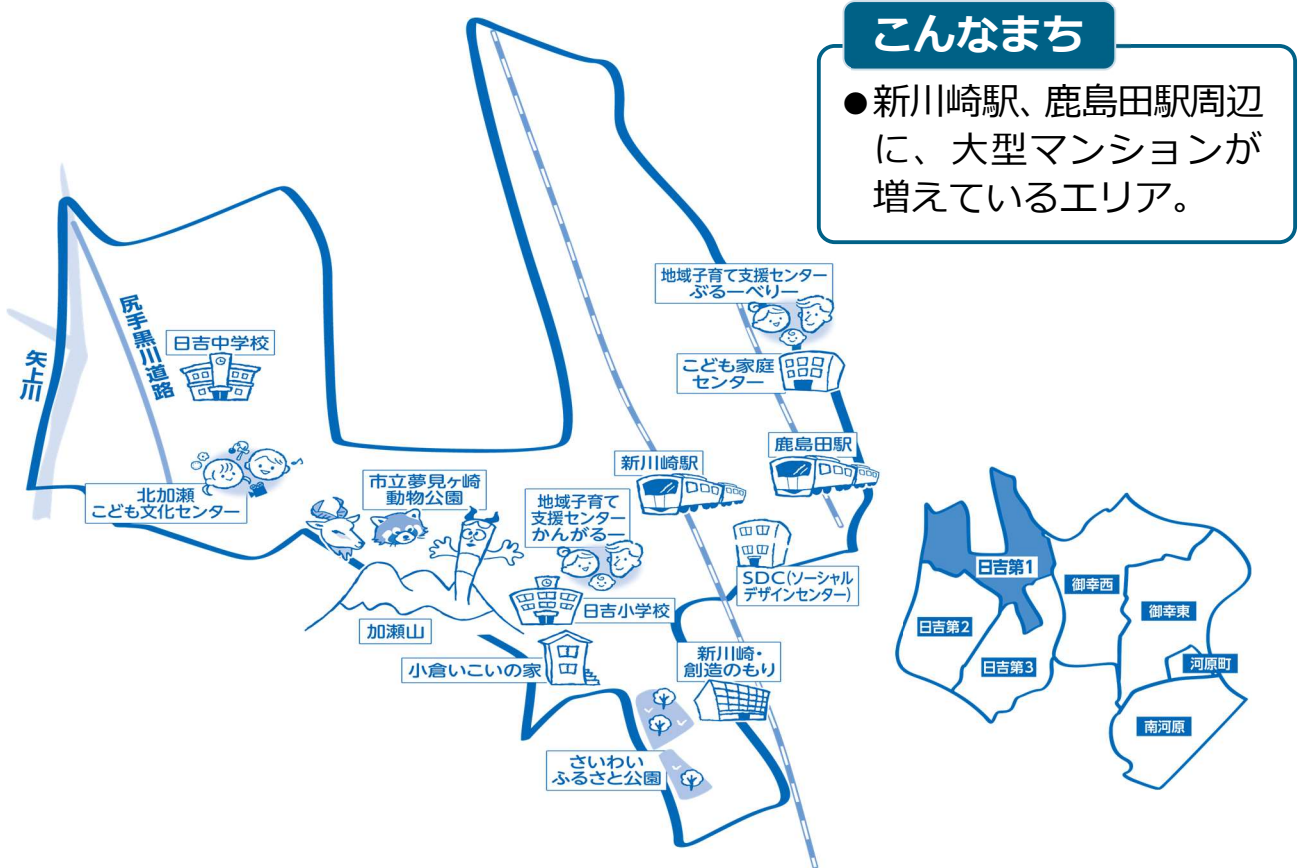 こんなまち
●新川崎駅、鹿島田駅周辺
に、大型マンションが
増えているエリア。
地域子育て支援センター
ぶるーべりー
こども家庭
センター
鹿島田駅
新川崎駅
尻手黒川道路
矢上川
日吉中学校
北加瀬
こども文化センター
市立夢見ヶ崎
動物公園
地域子育て
支援センター
かんがるー
SDC(ソーシャル
デザインセンター)
日吉小学校
加瀬山
小倉いこいの家
新川崎・
創造のもり
さいわい
ふるさと公園
日吉第1
御幸西
御幸東
日吉第2
日吉第3
河原町
南河原